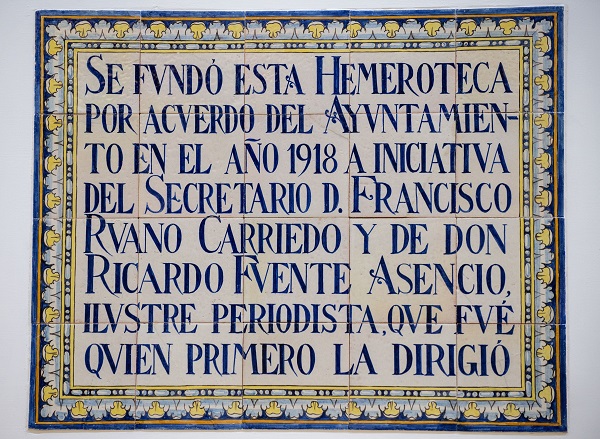 SE FVNDÓ ESTA HEMEROTECA
POR ACVERDO DEL AYVNTAMIEN-
TO EN EL AÑO 1918 A INICIATIVA
DEL SECRETARIO D. FRANCISCO
RVANO CARRIEDO Y DE DON
RICARDO FVENTE ASENCIO,
ILVSTRE PERIODISTA, QVE FVÉ
QVIEN PRIMERO LA DIRIGIÓ